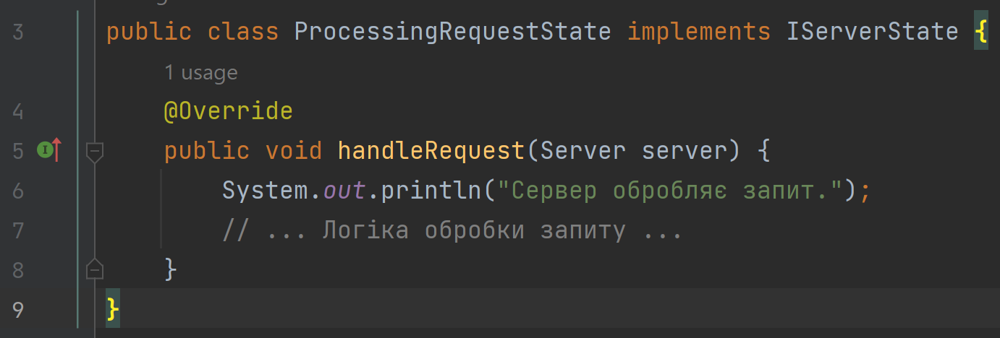 3 public class ProcessingRequestState implements IServerState {
1 usage
4 @Override
5 public void handleRequest(Server server) {
6 System.out.println("Сервер обробляє запит.");
7 // ... Логіка обробки запиту ...
8 }
9 }